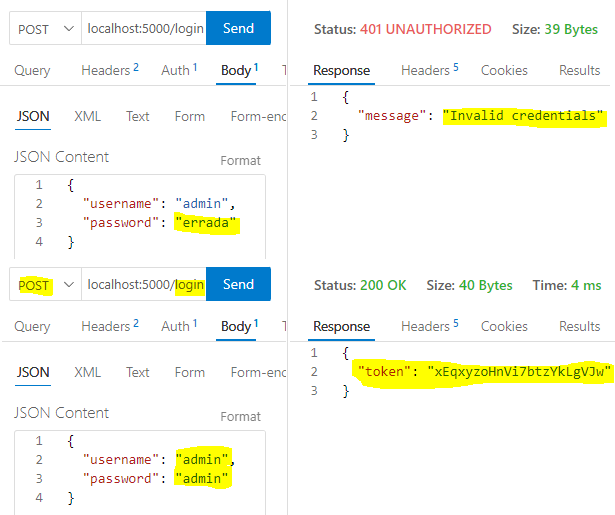 POST localhost:5000/login Send
Status: 401 UNAUTHORIZED Size: 39 Bytes
Query Headers 2 Auth 1 Body 1
Response Headers 5 Cookies Results
JSON XML Text Form Form-enc
1 {
2 "message": "Invalid credentials"
3 }
JSON Content Format
1 {
2 "username": "admin",
3 "password": "errada"
4 }
POST localhost:5000/login Send
Status: 200 OK Size: 40 Bytes Time: 4 ms
Query Headers 2 Auth 1 Body 1
Response Headers 5 Cookies Results
JSON XML Text Form Form-enc
1 {
2 "token": "xEqxyzoHnVi7btzYkLgVJw"
3 }
JSON Content Format
1 {
2 "username": "admin",
3 "password": "admin"
4 }